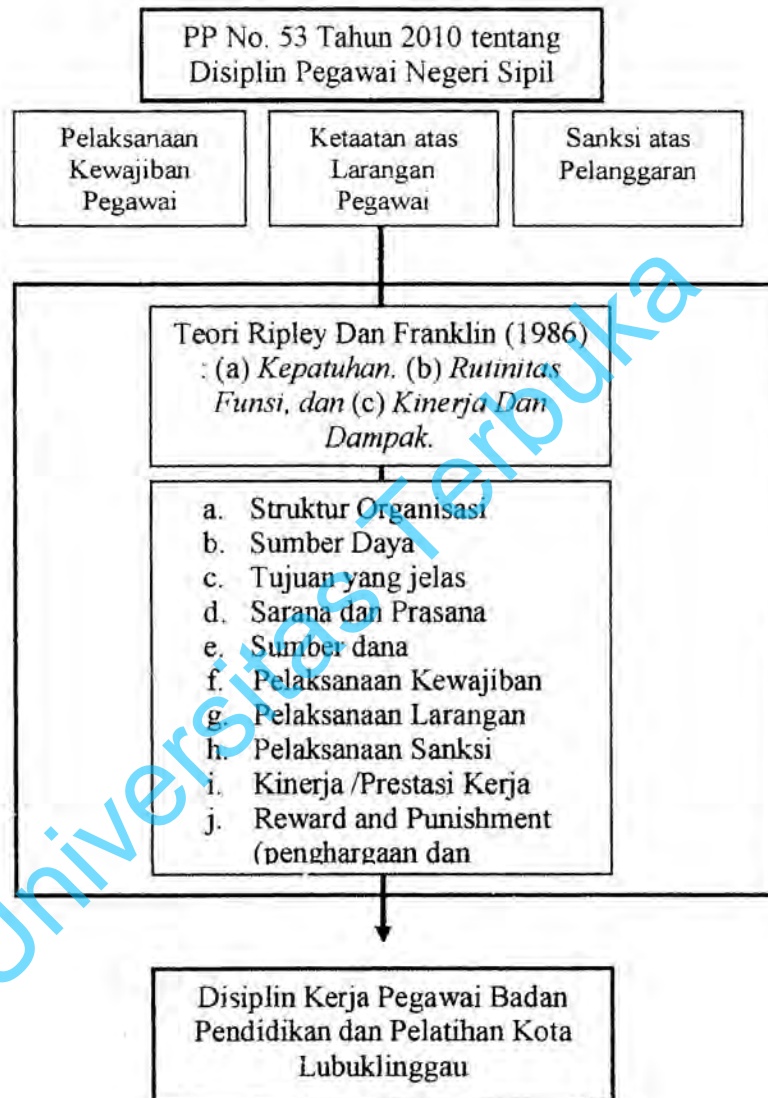 PP No. 53 Tahun 2010 tentang
Disiplin Pegawai Negeri Sipil
Pelaksanaan
Kewajiban
Pegawai
Ketaatan atas
Larangan
Pegawai
Sanksi atas
Pelanggaran
Teori Ripley Dan Franklin (1986)
: (a) Kepatuhan. (b) Rutinitas
Funsi, dan (c) Kinerja Dan
Dampak.
a. Struktur Organisasi
b. Sumber Daya
c. Tujuan yang jelas
d. Sarana dan Prasana
e. Sumber dana
f. Pelaksanaan Kewajiban
g. Pelaksanaan Larangan
h. Pelaksanaan Sanksi
i. Kinerja /Prestasi Kerja
j. Reward and Punishment
(penghargaan dan
Disiplin Kerja Pegawai Badan
Pendidikan dan Pelatihan Kota
Lubuklinggau
Universitas Terbuka